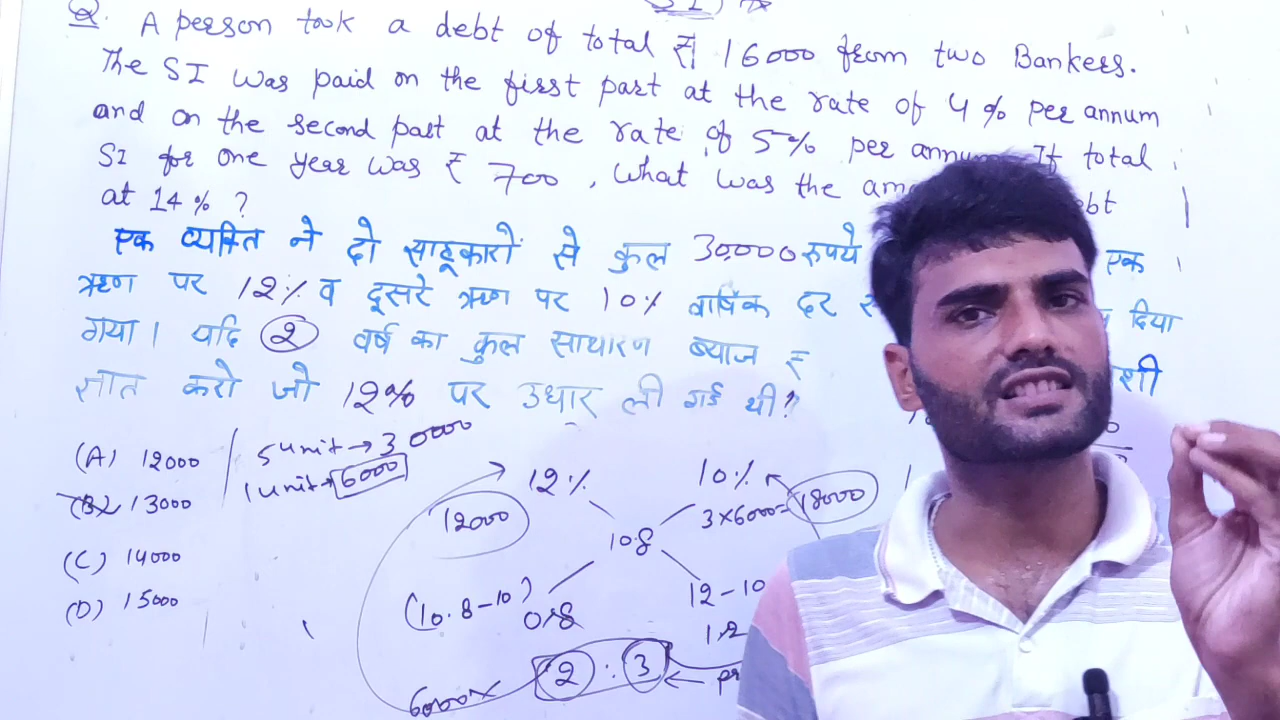 Q. A person took a debt of total ₹ 16000 from two Bankers.
The SI was paid on the first part at the rate of 4% per annum
and on the second part at the rate of 5% per annum If total
SI for one year was ₹ 700, What was the
at 14% ?
एक व्यक्ति ने दो साहूकारों से कुल 30,000 रुपये एक
ऋण पर 12% व दूसरे ऋण पर 10% वार्षिक दर दिया
गया। यदि 2 वर्ष का कुल साधारण ब्याज ₹
ज्ञात करो जो 12% पर उधार ली गई थी?
(A) 12000
(B) 13000
(C) 14000
(D) 15000
5 unit → 30000
1 unit → 6000
12% 10%
12000
3×6000=18000
10.8
(10.8-10) 12-10
0.8 1.2
6000× 2 : 3